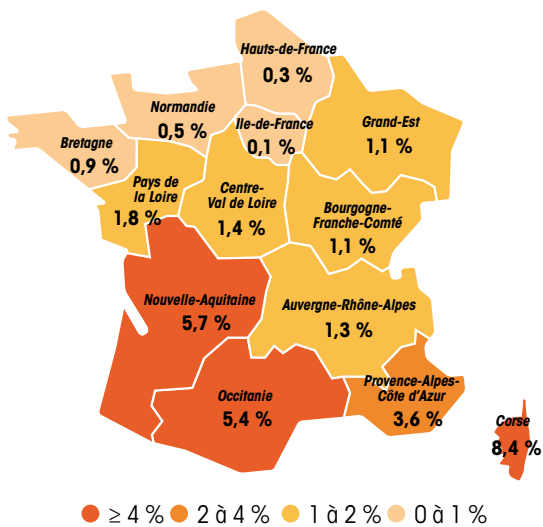 Hauts-de-France
0,3 %
Normandie
0,5 %
Ile-de-France
0,1 %
Grand-Est
1,1 %
Bretagne
0,9 %
Pays de
la Loire
1,8 %
Centre-
Val de Loire
1,4 %
Bourgogne-
Franche-Comté
1,1 %
Nouvelle-Aquitaine
5,7 %
Auvergne-Rhône-Alpes
1,3 %
Occitanie
5,4 %
Provence-Alpes-
Côte d'Azur
3,6 %
Corse
8,4 %
≥ 4 % 2 à 4 % 1 à 2 % 0 à 1 %